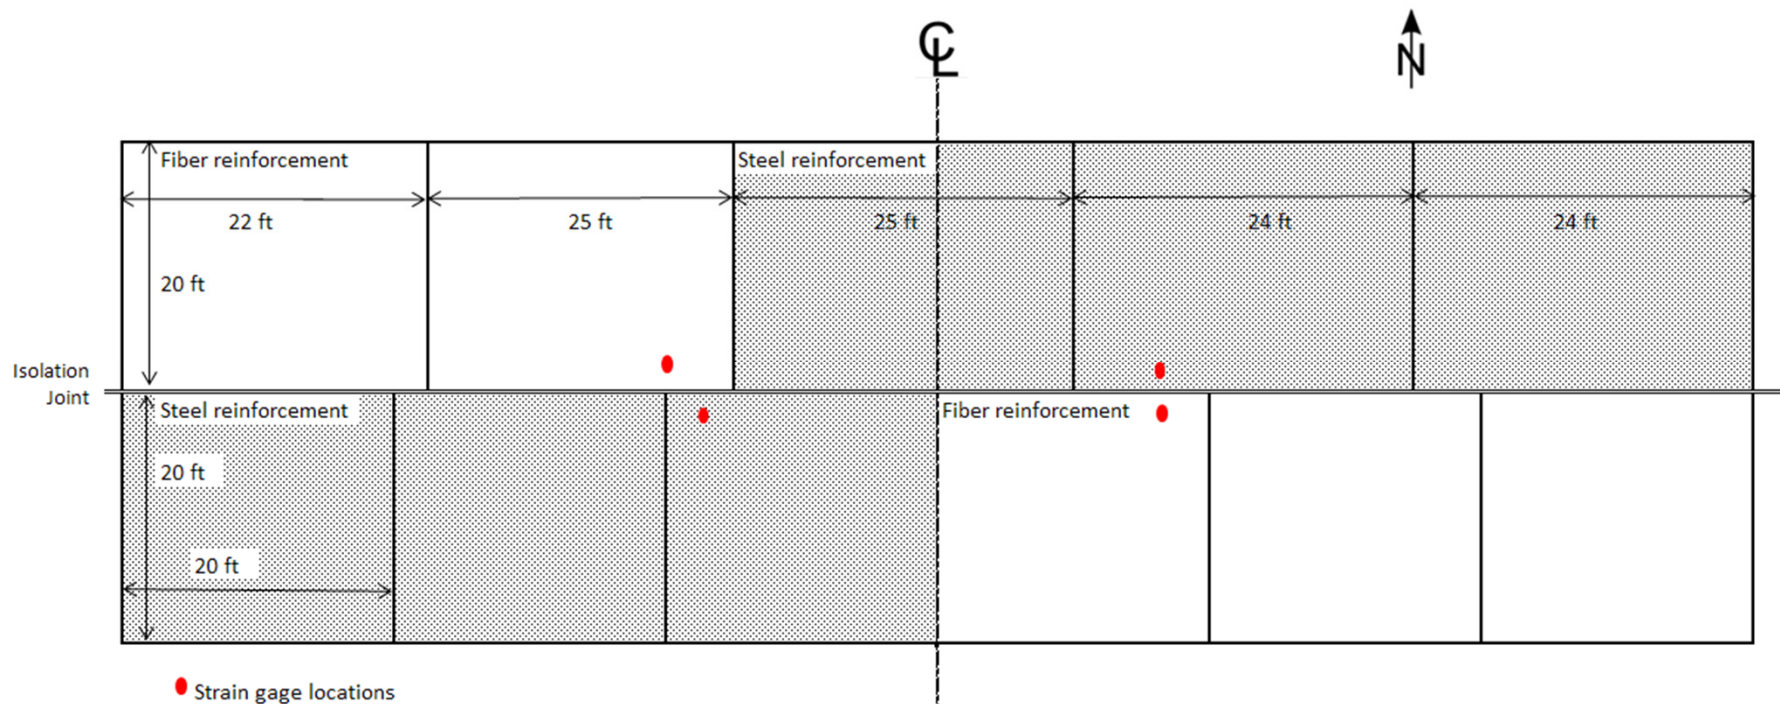 ℄
N
Fiber reinforcement
Steel reinforcement
22 ft
25 ft
25 ft
24 ft
24 ft
20 ft
Isolation
Joint
Steel reinforcement
Fiber reinforcement
20 ft
20 ft
Strain gage locations